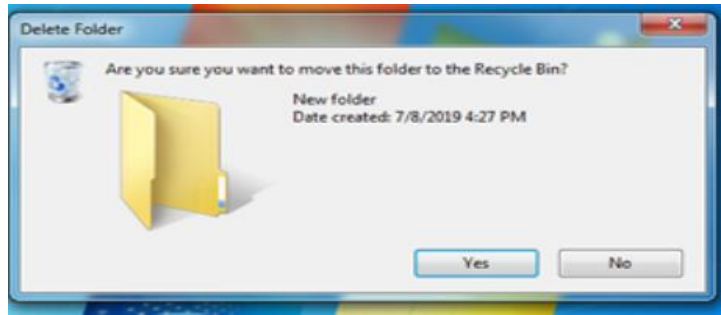 Delete Folder
Are you sure you want to move this folder to the Recycle Bin?
New folder
Date created: 7/8/2019 4:27 PM
Yes No